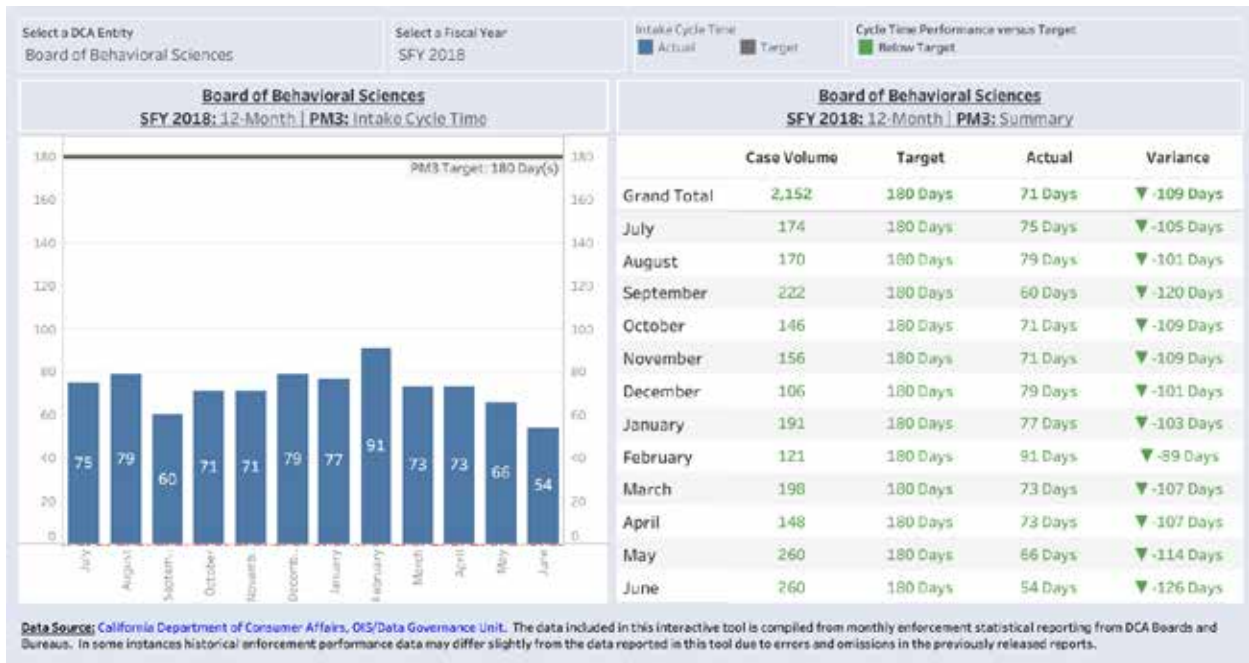 Select a DCA Entity
Board of Behavioral Sciences
Select a Fiscal Year
SFY 2018
Intake Cycle Time
Actual
Target
Cycle Time Performance versus Target
Below Target
Board of Behavioral Sciences
SFY 2018: 12-Month | PM3: Intake Cycle Time
180
160
140
120
100
80
60
40
20
0
PM3 Target: 180 Day(s)
75
79
60
71
71
79
77
91
73
73
66
54
180
160
140
120
100
80
60
40
20
0
July
August
Septem..
October
Novemb..
Decemb..
January
February
March
April
May
June
Board of Behavioral Sciences
SFY 2018: 12-Month | PM3: Summary
Case Volume Target Actual Variance
Grand Total 2,152 180 Days 71 Days ▼ -109 Days
July 174 180 Days 75 Days ▼ -105 Days
August 170 180 Days 79 Days ▼ -101 Days
September 222 180 Days 60 Days ▼ -120 Days
October 146 180 Days 71 Days ▼ -109 Days
November 156 180 Days 71 Days ▼ -109 Days
December 106 180 Days 79 Days ▼ -101 Days
January 191 180 Days 77 Days ▼ -103 Days
February 121 180 Days 91 Days ▼ -89 Days
March 198 180 Days 73 Days ▼ -107 Days
April 148 180 Days 73 Days ▼ -107 Days
May 260 180 Days 66 Days ▼ -114 Days
June 260 180 Days 54 Days ▼ -126 Days
Data Source: California Department of Consumer Affairs, OIS/Data Governance Unit. The data included in this interactive tool is compiled from monthly enforcement statistical reporting from DCA Boards and
Bureaus. In some instances historical enforcement performance data may differ slightly from the data reported in this tool due to errors and omissions in the previously released reports.